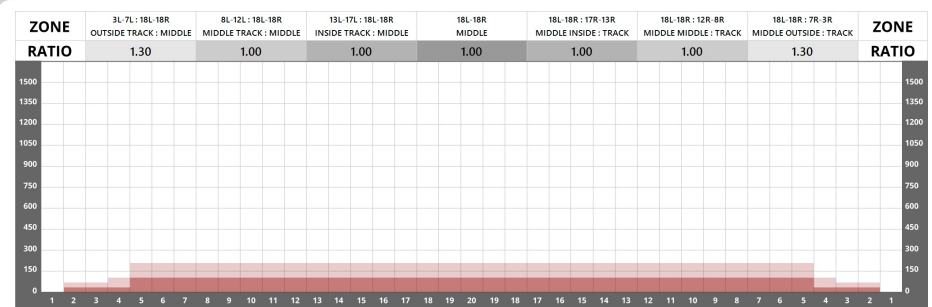 ZONE
3L-7L : 18L-18R
OUTSIDE TRACK : MIDDLE
8L-12L : 18L-18R
MIDDLE TRACK : MIDDLE
13L-17L : 18L-18R
INSIDE TRACK : MIDDLE
18L-18R
MIDDLE
18L-18R : 17R-13R
MIDDLE INSIDE : TRACK
18L-18R : 12R-8R
MIDDLE MIDDLE : TRACK
18L-18R : 7R-3R
MIDDLE OUTSIDE : TRACK
ZONE
RATIO 1.30 1.00 1.00 1.00 1.00 1.00 1.30 RATIO
1500 1500
1350 1350
1200 1200
1050 1050
900 900
750 750
600 600
450 450
300 300
150 150
0 0
1 2 3 4 5 6 7 8 9 10 11 12 13 14 15 16 17 18 19 20 19 18 17 16 15 14 13 12 11 10 9 8 7 6 5 4 3 1